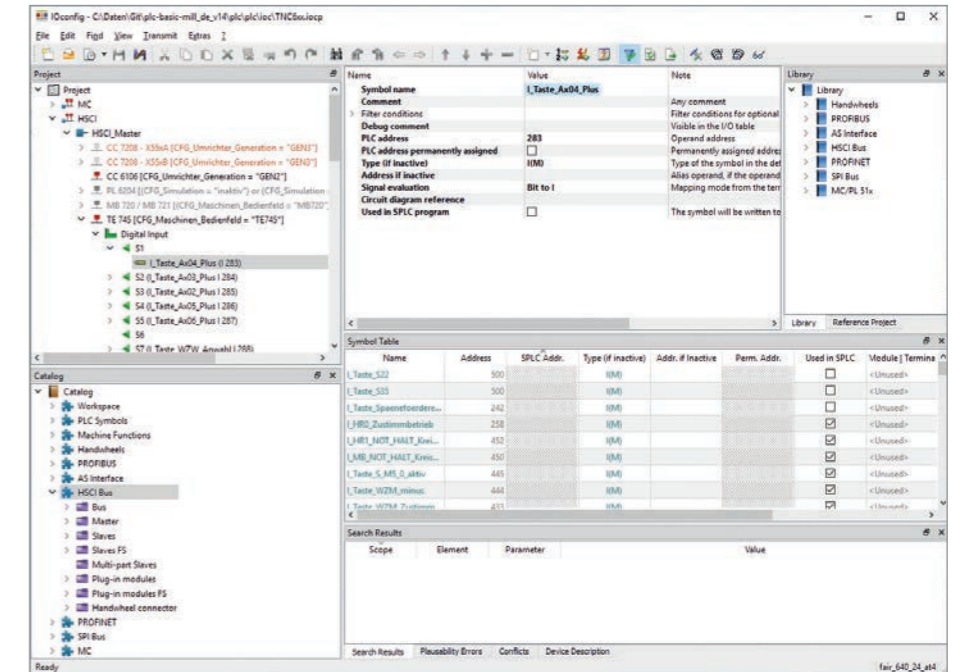 IOconfig - C:\Daten\Git\plc-basic-mill_de_v14\plc\plc\ioc\TNC6xx.iocp
File Edit Find View Transmit Extras ?
Project
Project
MC
HSCI
HSCI_Master
CC 7208 - X55xA [CFG_Umrichter_Generation = "GEN3"]
CC 7208 - X55xB [CFG_Umrichter_Generation = "GEN3"]
CC 6106 [CFG_Umrichter_Generation = "GEN2"]
PL 6204 [(CFG_Simulation = "inaktiv") or (CFG_Simulation
MB 720 / MB 721 [(CFG_Maschinen_Bedienfeld = "MB720")
TE 745 [CFG_Maschinen_Bedienfeld = "TE745"]
Digital Input
S1
I_Taste_Ax04_Plus (I 283)
S2 (I_Taste_Ax03_Plus I 284)
S3 (I_Taste_Ax02_Plus I 285)
S4 (I_Taste_Ax05_Plus I 286)
S5 (I_Taste_Ax06_Plus I 287)
S6
S7 (I_Taste_WZW_Anwahl I 288)
Name Value Note
Symbol name I_Taste_Ax04_Plus
Comment Any comment
Filter conditions Filter conditions for optional
Debug comment Visible in the I/O table
PLC address 283 Operand address
PLC address permanently assigned Permanently assigned addre:
Type (if inactive) I(M) Type of the symbol in the def
Address if inactive Alias operand, if the operand
Signal evaluation Bit to I Mapping mode from the terr
Circuit diagram reference
Used in SPLC program The symbol will be written to
Library
Library
Handwheels
PROFIBUS
AS Interface
HSCI Bus
PROFINET
SPI Bus
MC/PL 51x
Library Reference Project
Catalog
Catalog
Workspace
PLC Symbols
Machine Functions
Handwheels
PROFIBUS
AS Interface
HSCI Bus
Bus
Master
Slaves
Slaves FS
Multi-part Slaves
Plug-in modules
Plug-in modules FS
Handwheel connector
PROFINET
SPI Bus
MC
Symbol Table
Name Address SPLC Addr. Type (if inactive) Addr. if Inactive Perm. Addr. Used in SPLC Module | Termina
I_Taste_S22 500 I(M) <Unused>
I_Taste_S35 500 I(M) <Unused>
I_Taste_Spaenefoerdere... 242 I(M) <Unused>
I_HR0_Zustimmbetrieb 258 I(M) <Unused>
I_HR1_NOT_HALT_Krei... 452 I(M) <Unused>
I_MB_NOT_HALT_Kreis... 450 I(M) <Unused>
I_Taste_S_MS_0_aktiv 445 I(M) <Unused>
I_Taste_WZM_minus 444 I(M) <Unused>
I_Taste_WZM_Zustimm 433 I(M) <Unused>
Search Results
Scope Element Parameter Value
Search Results Plausability Errors Conflicts Device Description
Ready fair_640_24_at4